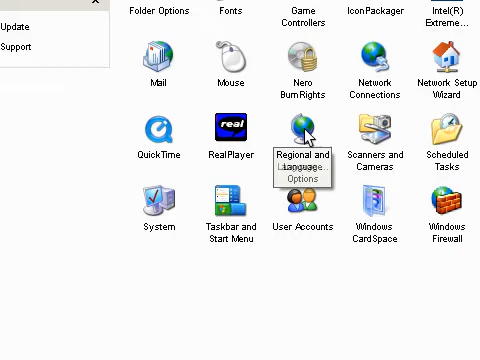 Update
Support
Folder Options
Fonts
Game
Controllers
IconPackager
Intel(R)
Extreme...
Mail
Mouse
Nero
BurnRights
Network
Connections
Network Setup
Wizard
QuickTime
real
RealPlayer
Regional and
Language...
Options
Scanners and
Cameras
Scheduled
Tasks
System
Taskbar and
Start Menu
User Accounts
Windows
CardSpace
Windows
Firewall